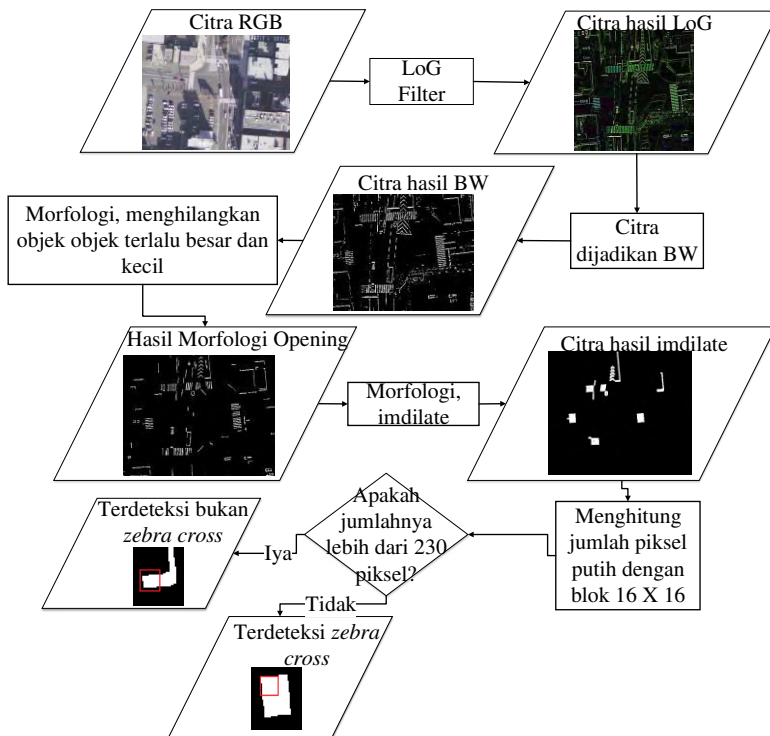 Citra RGB
LoG
Filter
Citra hasil LoG
Citra
dijadikan BW
Citra hasil BW
Morfologi, menghilangkan
objek objek terlalu besar dan
kecil
Hasil Morfologi Opening
Morfologi,
imdilate
Citra hasil imdilate
Menghitung
jumlah piksel
putih dengan
blok 16 X 16
Apakah
jumlahnya
lebih dari 230
piksel?
Iya
Terdeteksi bukan
zebra cross
Tidak
Terdeteksi zebra
cross